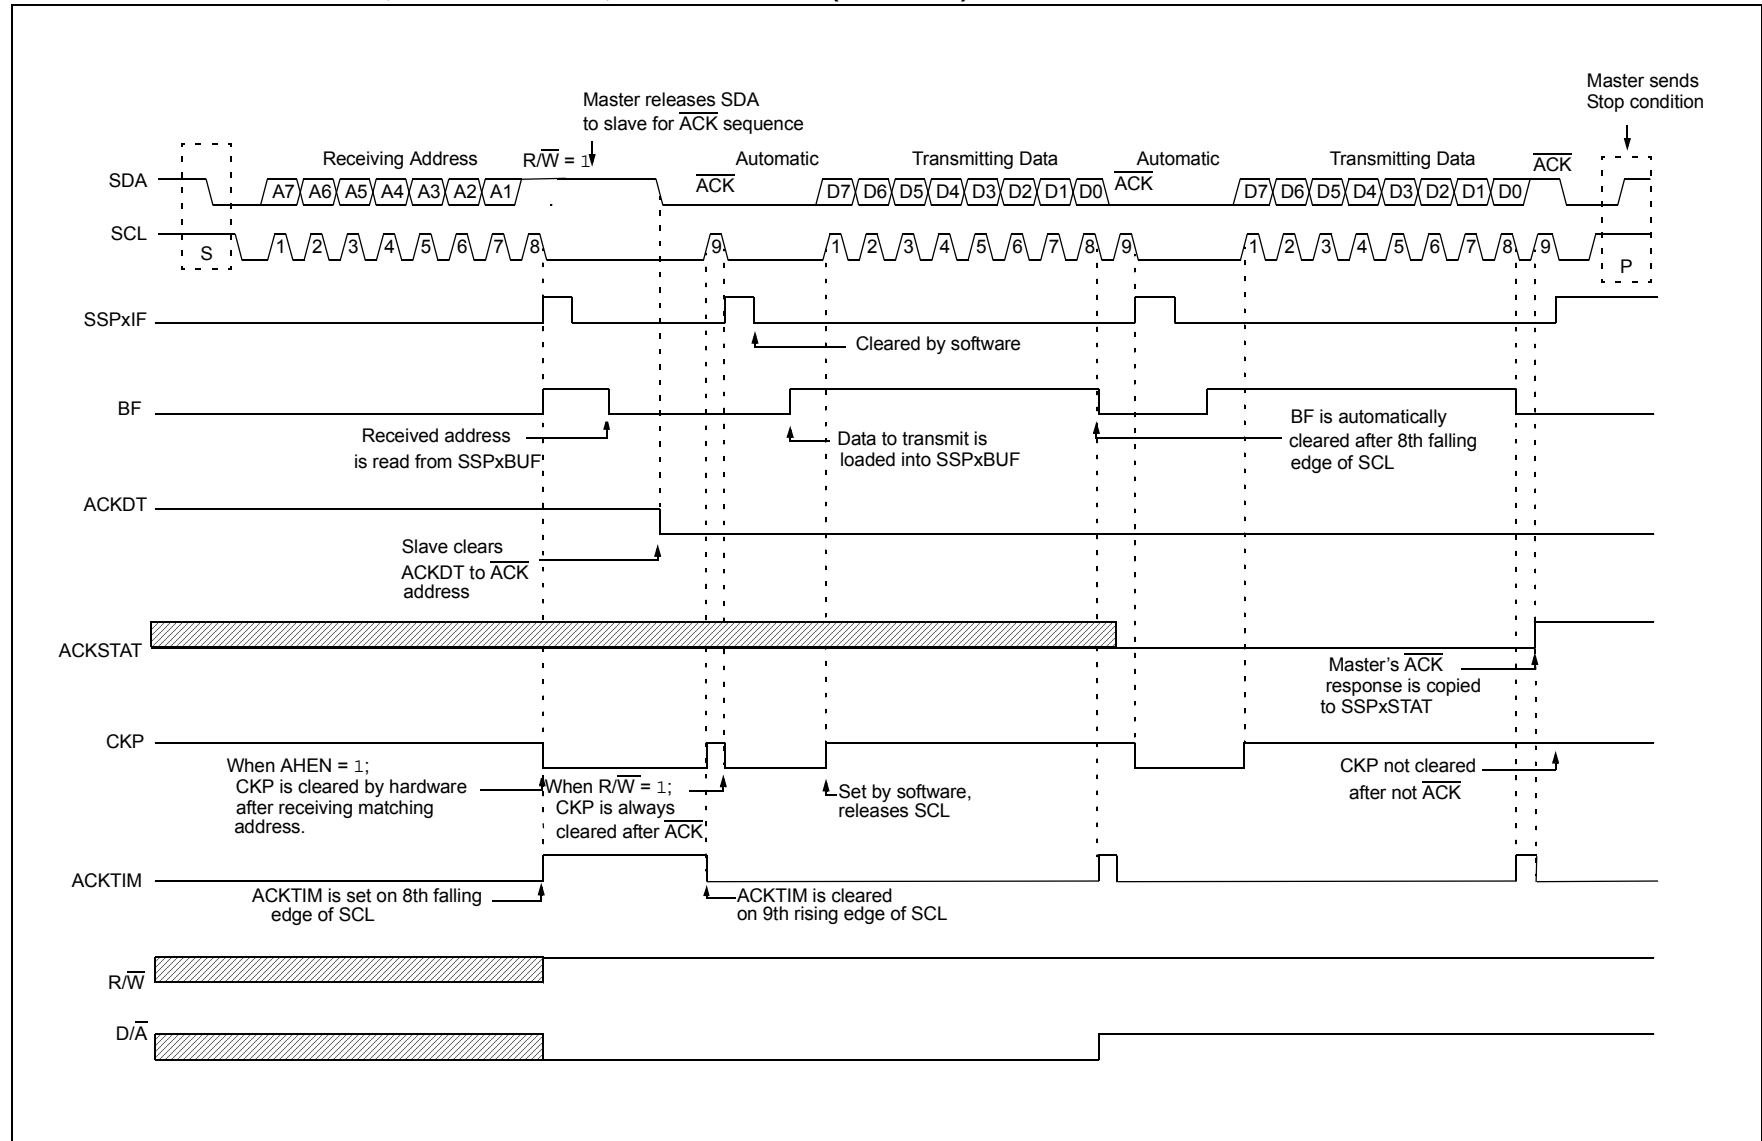 Master sends
Stop condition
Master releases SDA
to slave for ACK sequence
Receiving Address
R/W = 1
Automatic
Transmitting Data
Automatic
Transmitting Data
ACK
SDA
A7 A6 A5 A4 A3 A2 A1
ACK
D7 D6 D5 D4 D3 D2 D1 D0
ACK
D7 D6 D5 D4 D3 D2 D1 D0
SCL
S
1 2 3 4 5 6 7 8 9
1 2 3 4 5 6 7 8 9
1 2 3 4 5 6 7 8 9
P
SSPxIF
Cleared by software
BF
Received address
is read from SSPxBUF
Data to transmit is
loaded into SSPxBUF
BF is automatically
cleared after 8th falling
edge of SCL
ACKDT
Slave clears
ACKDT to ACK
address
ACKSTAT
Master's ACK
response is copied
to SSPxSTAT
CKP
When AHEN = 1;
CKP is cleared by hardware
after receiving matching
address.
When R/W = 1;
CKP is always
cleared after ACK
Set by software,
releases SCL
CKP not cleared
after not ACK
ACKTIM
ACKTIM is set on 8th falling
edge of SCL
ACKTIM is cleared
on 9th rising edge of SCL
R/W
D/A